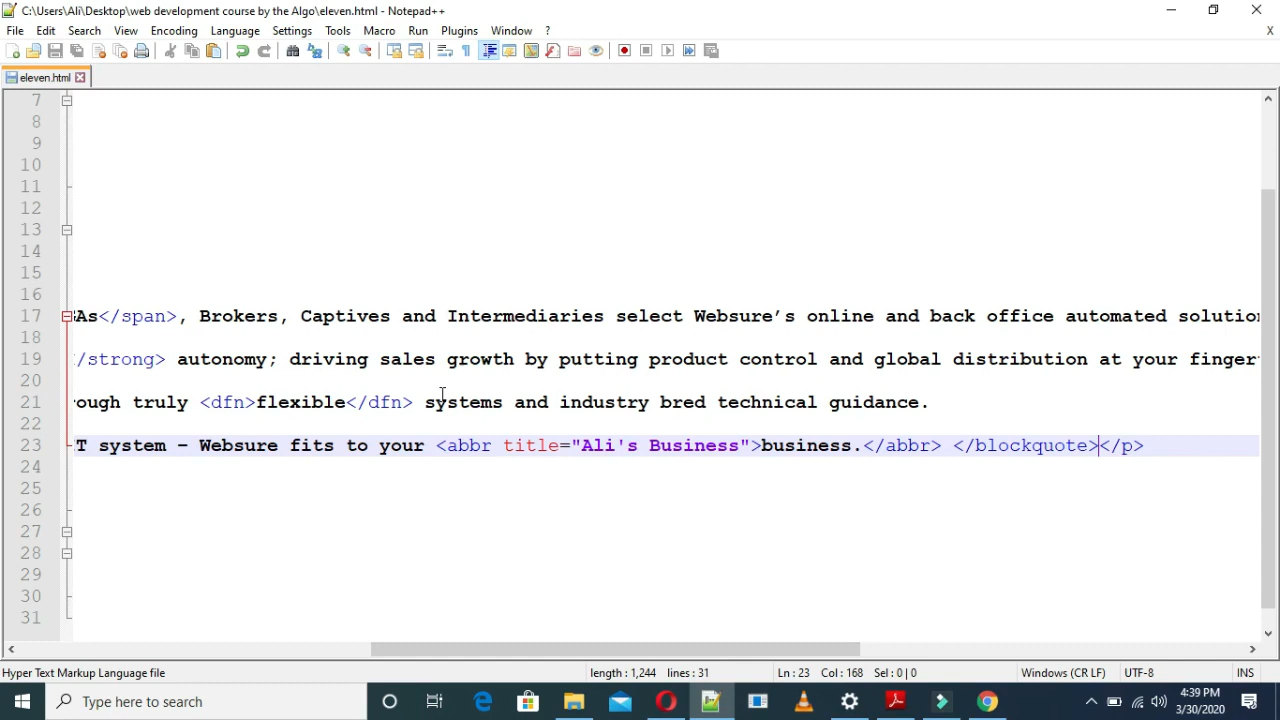 C:\Users\Ali\Desktop\web development course by the Algo\eleven.html - Notepad++
File Edit Search View Encoding Language Settings Tools Macro Run Plugins Window ? X
eleven.html
7
8
9
10
11
12
13
14
15
16
17 As</span>, Brokers, Captives and Intermediaries select Websure’s online and back office automated solutio
18
19 /strong> autonomy; driving sales growth by putting product control and global distribution at your finger
20
21 ough truly <dfn>flexible</dfn> systems and industry bred technical guidance.
22
23 T system – Websure fits to your <abbr title="Ali's Business">business.</abbr> </blockquote></p>
24
25
26
27
28
29
30
31
Hyper Text Markup Language file length : 1,244 lines : 31 Ln : 23 Col : 168 Sel : 0 | 0 Windows (CR LF) UTF-8 INS
Type here to search
4:39 PM
3/30/2020